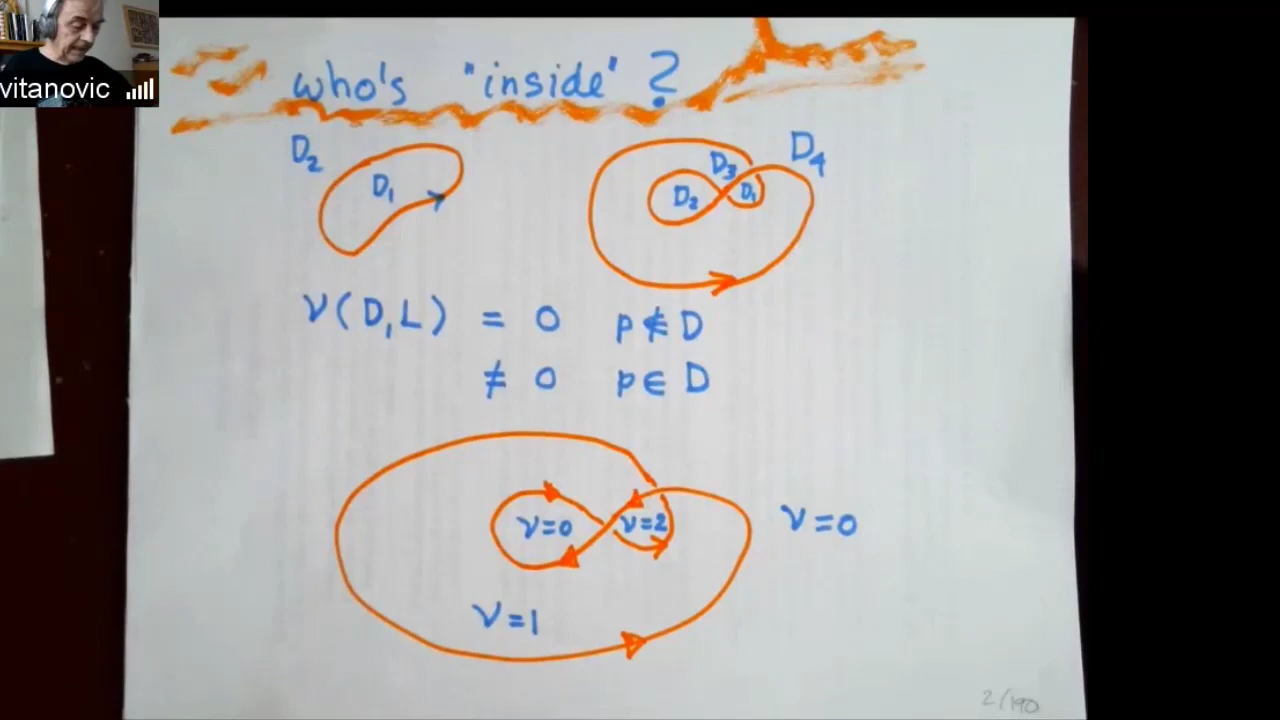 vitanovic
who's "inside" ?
D₂
D₁
D₃
D₄
D₂
D₁
ν(D,L) = 0 p∉D
≠ 0 p∈D
ν=0
ν=2
ν=0
ν=1
2/190